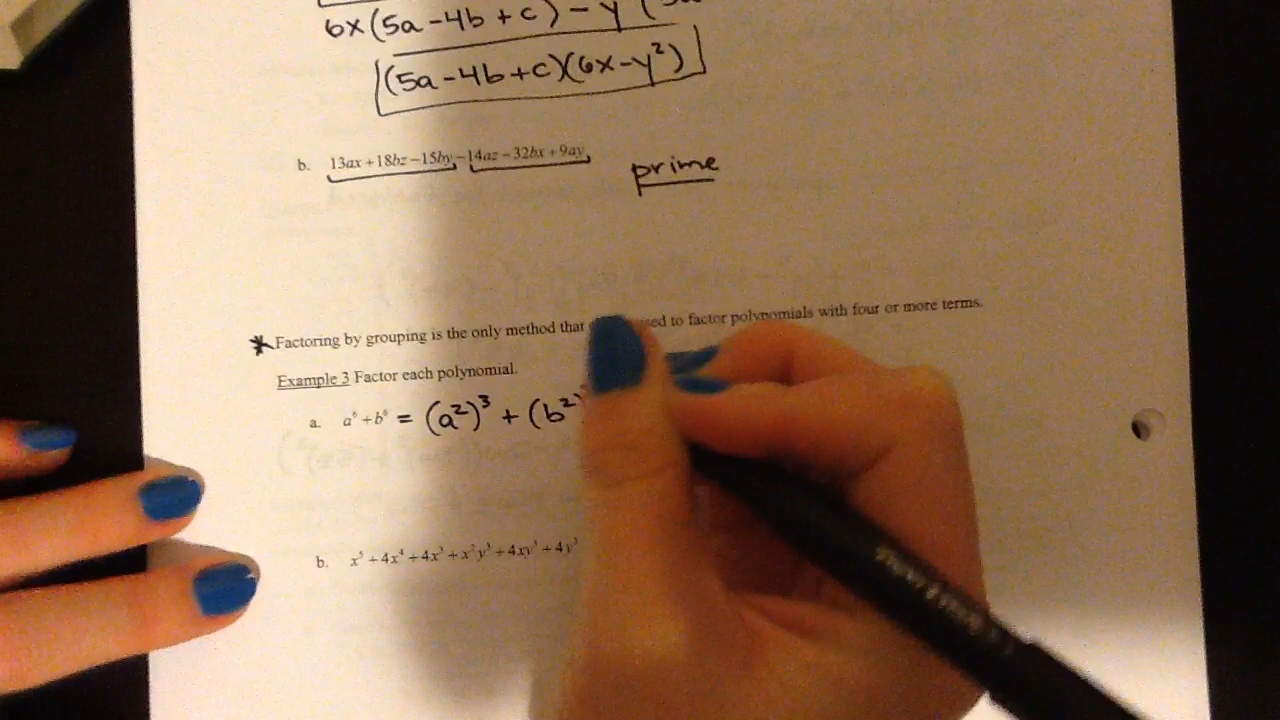 6x(5a-4b+c)-y (5a
(5a-4b+c)(6x-y²)
b. 13ax+18bz-15by-14az-32bx+9ay prime
* Factoring by grouping is the only method that used to factor polynomials with four or more terms.
Example 3 Factor each polynomial.
a. a⁶+b⁶ = (a²)³ + (b²)
b. x⁵+4x⁴+4x³+x²y³+4xy³+4y³